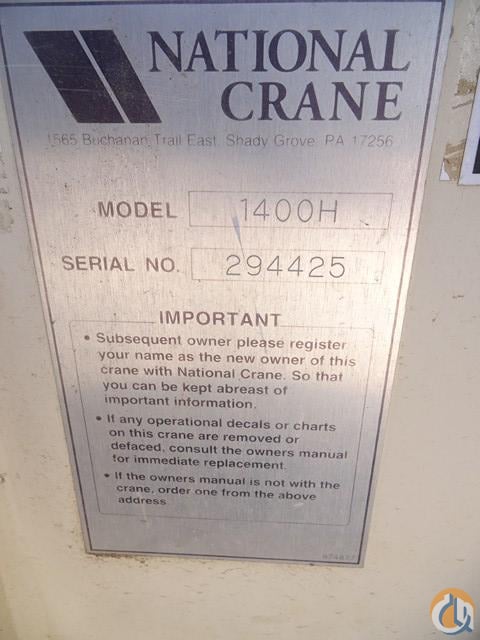 NATIONAL
CRANE
1565 Buchanan Trail East, Shady Grove, PA 17256
MODEL 1400H
SERIAL NO. 294425
IMPORTANT
• Subsequent owner please register
your name as the new owner of this
crane with National Crane. So that
you can be kept abreast of
important information.
• If any operational decals or charts
on this crane are removed or
defaced, consult the owners manual
for immediate replacement.
• If the owners manual is not with the
crane, order one from the above
address.